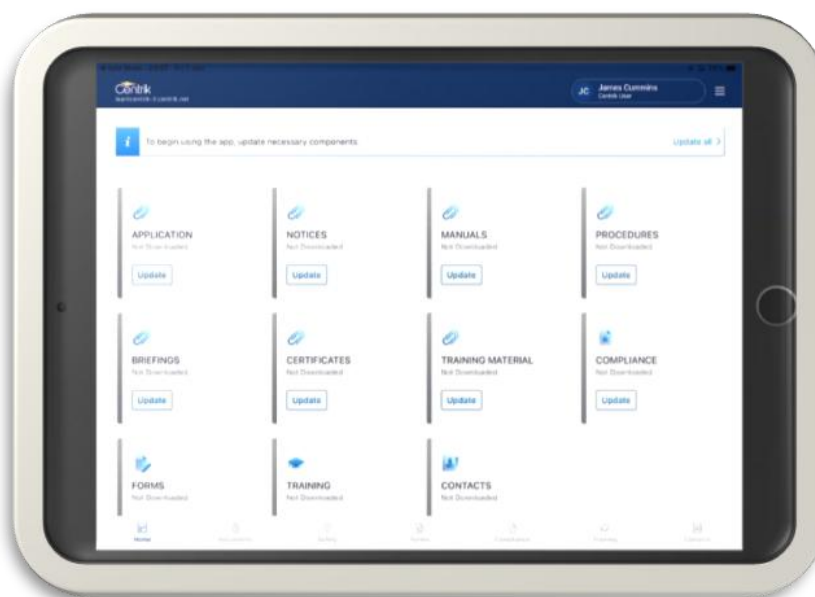 Centrik
JC
James Cummins
Centrik User
i
To begin using the app, update necessary components
Update all >
APPLICATION
NOTICES
MANUALS
PROCEDURES
Not Downloaded
Not Downloaded
Not Downloaded
Not Downloaded
Update
Update
Update
Update
BRIEFINGS
CERTIFICATES
TRAINING MATERIAL
COMPLIANCE
Not Downloaded
Not Downloaded
Not Downloaded
Not Downloaded
Update
Update
Update
Update
FORMS
TRAINING
CONTACTS
Not Downloaded
Not Downloaded
Not Downloaded
Home